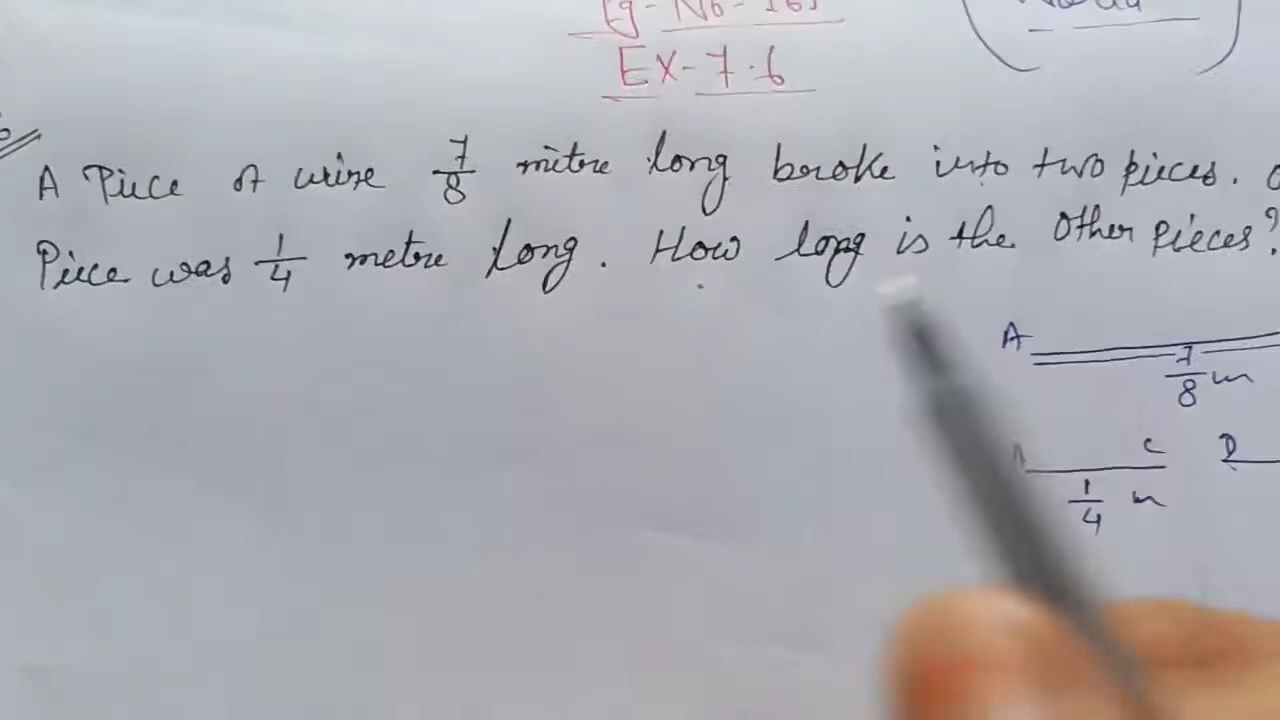 Ex-7.6
A Piece of wire 7/8 metre long broke into two pieces.
Piece was 1/4 metre long. How long is the Other pieces?
A
7/8 m
C D
1/4 m